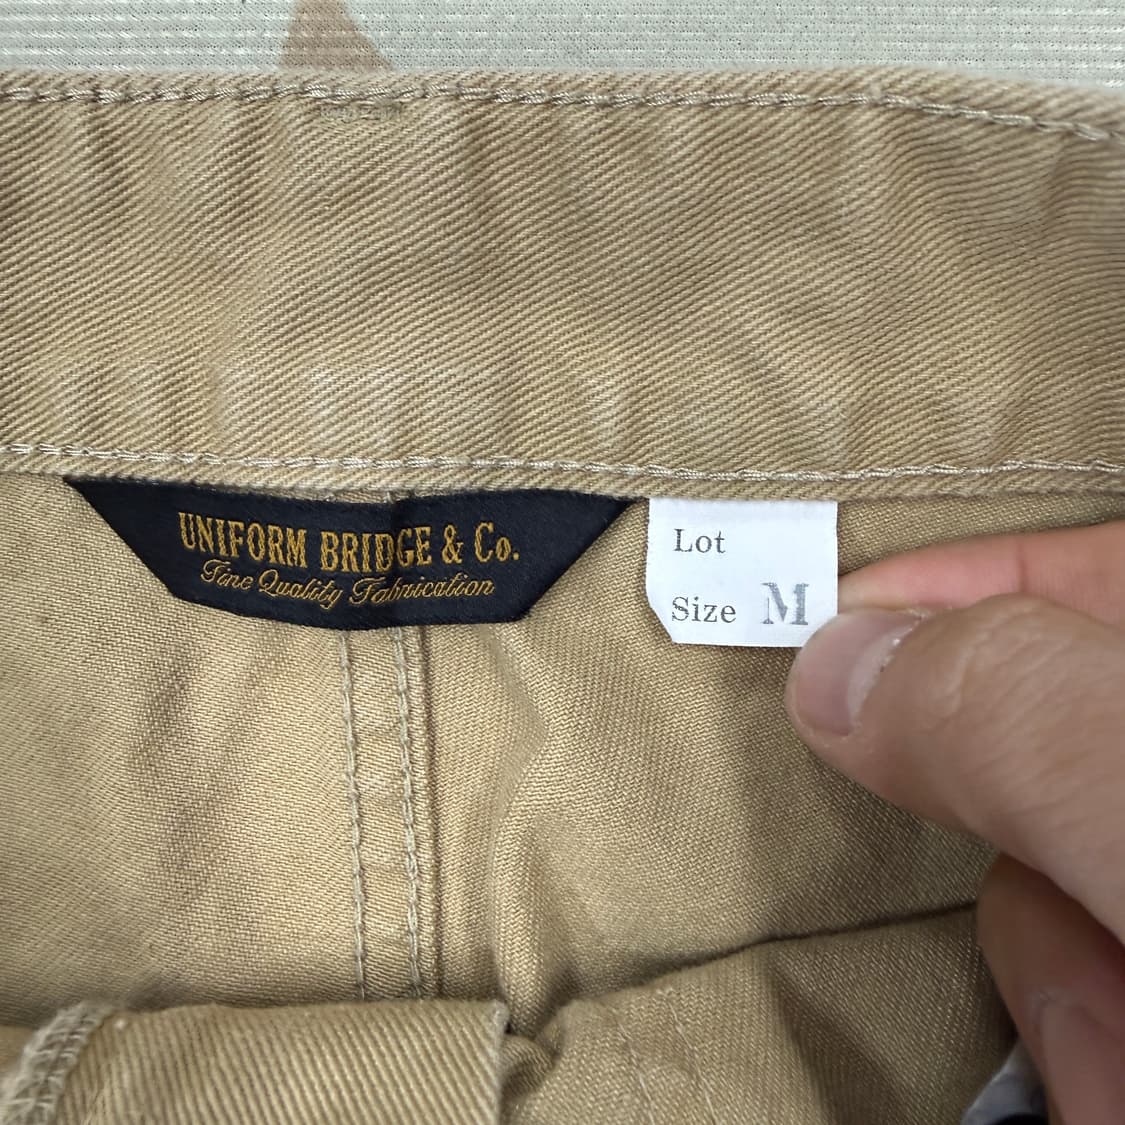 UNIFORM BRIDGE & Co.
Fine Quality Fabrication
Lot
Size M